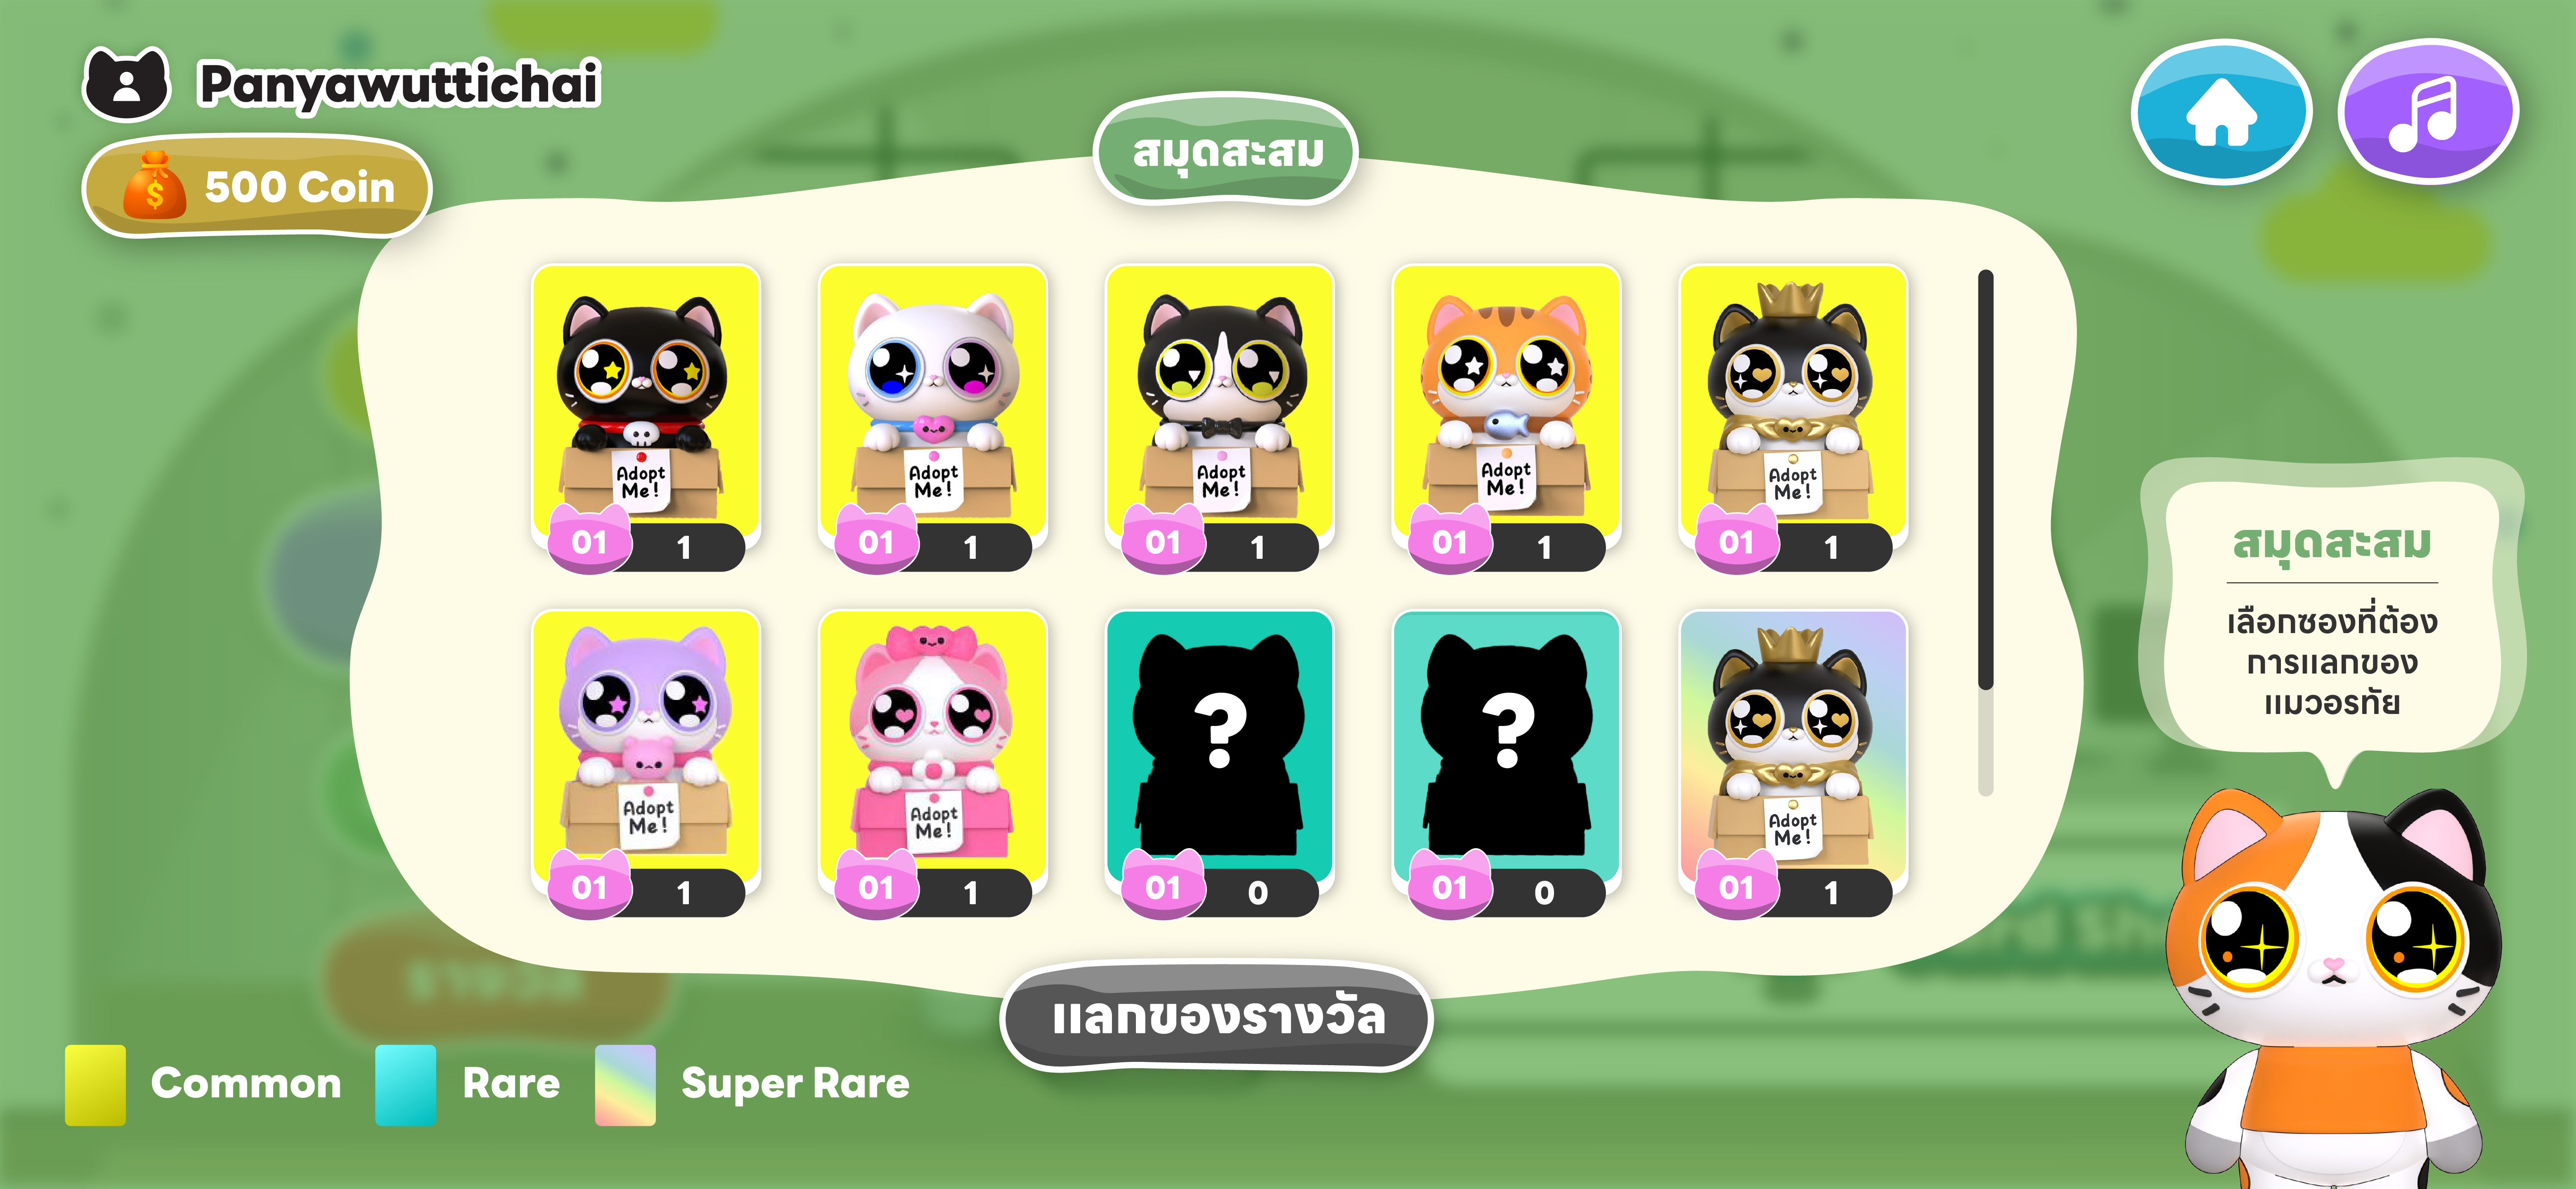 Panyawuttichai
500 Coin
สมุดสะสม
Adopt
Me!
01
1
Adopt
Me!
01
1
Adopt
Me!
01
1
Adopt
Me!
01
1
Adopt
Me!
01
1
Adopt
Me!
01
1
Adopt
Me!
01
1
?
01
0
?
01
0
Adopt
Me!
01
1
สมุดสะสม
เลือกซองที่ต้อง
การแลกของ
แมวอรทัย
แลกของรางวัล
Common
Rare
Super Rare